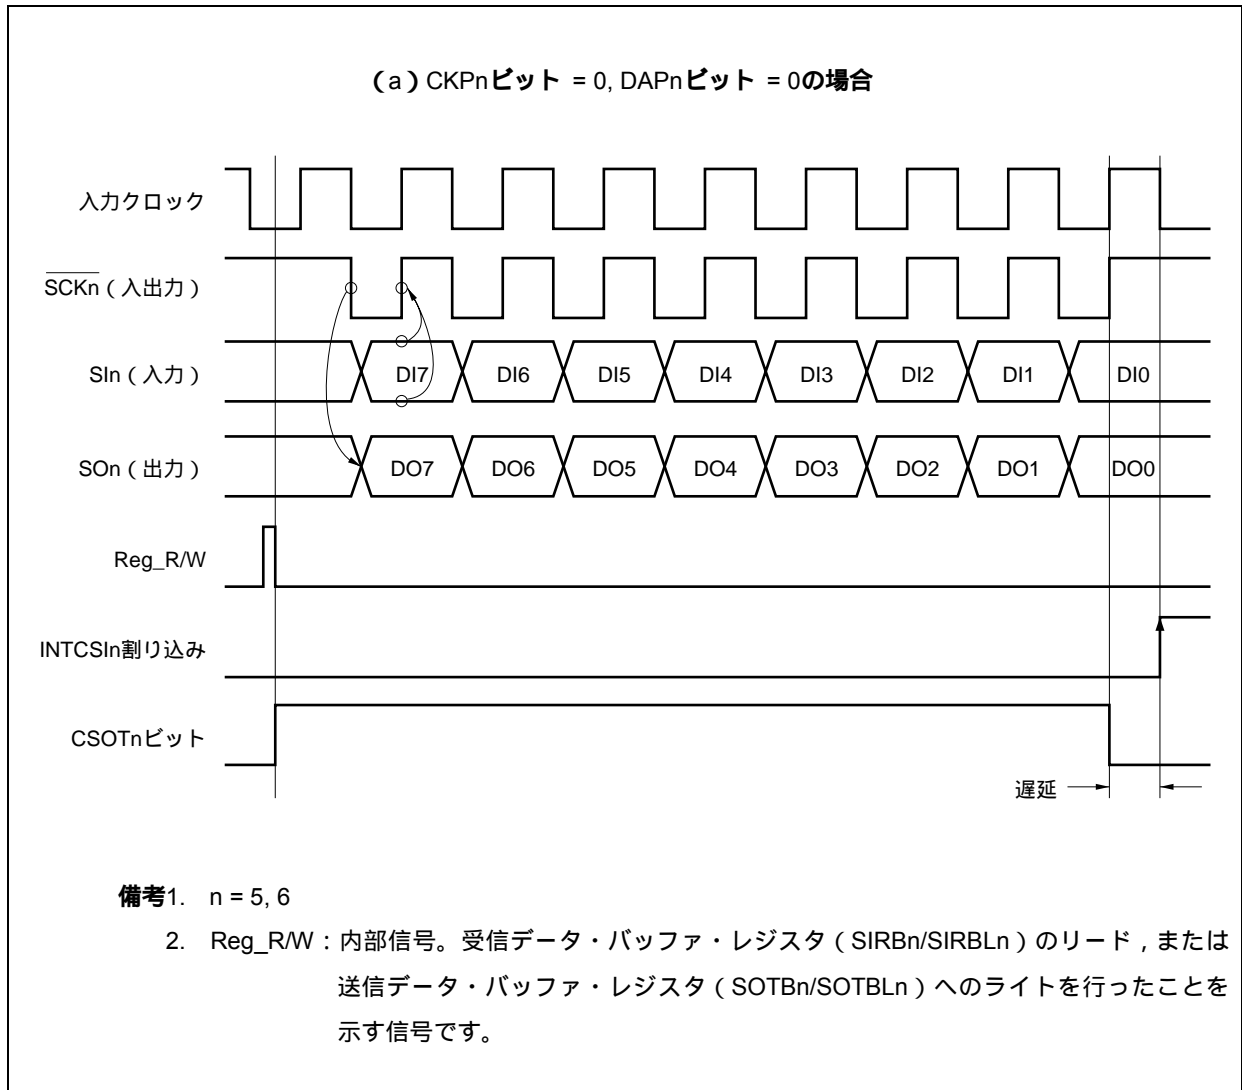 （a）CKPnビット = 0, DAPnビット = 0の場合
入力クロック
SCKn（入出力）
SIn（入力）
DI7 DI6 DI5 DI4 DI3 DI2 DI1 DI0
SOn（出力）
DO7 DO6 DO5 DO4 DO3 DO2 DO1 DO0
Reg_R/W
INTCSIn割り込み
CSOTnビット
遅延
備考1. n = 5, 6
2. Reg_R/W：内部信号。受信データ・バッファ・レジスタ（SIRBn/SIRBLn）のリード，または
送信データ・バッファ・レジスタ（SOTBn/SOTBLn）へのライトを行ったことを
示す信号です。